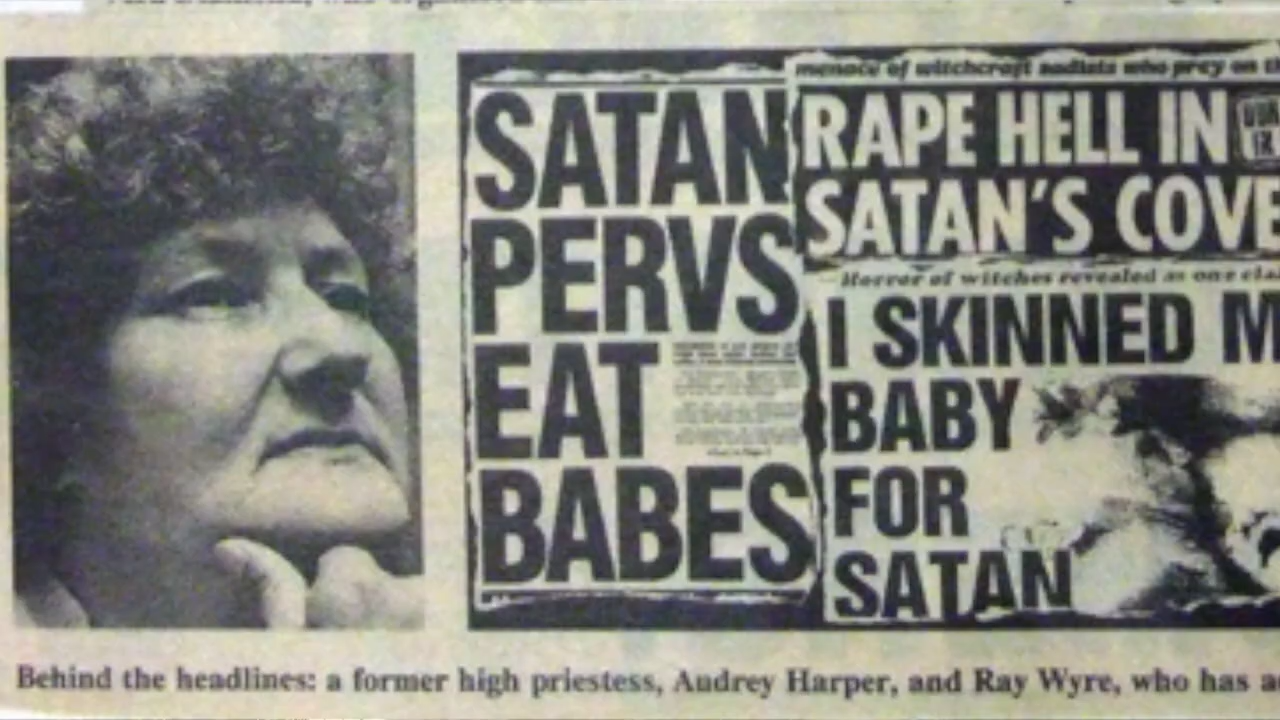 SATAN
PERVS
EAT
BABES
menace of witchcraft sadists who prey on th
RAPE HELL IN
SATAN'S COVE
Horror of witches revealed as one cla
I SKINNED M
BABY
FOR
SATAN
Behind the headlines: a former high priestess, Audrey Harper, and Ray Wyre, who has a